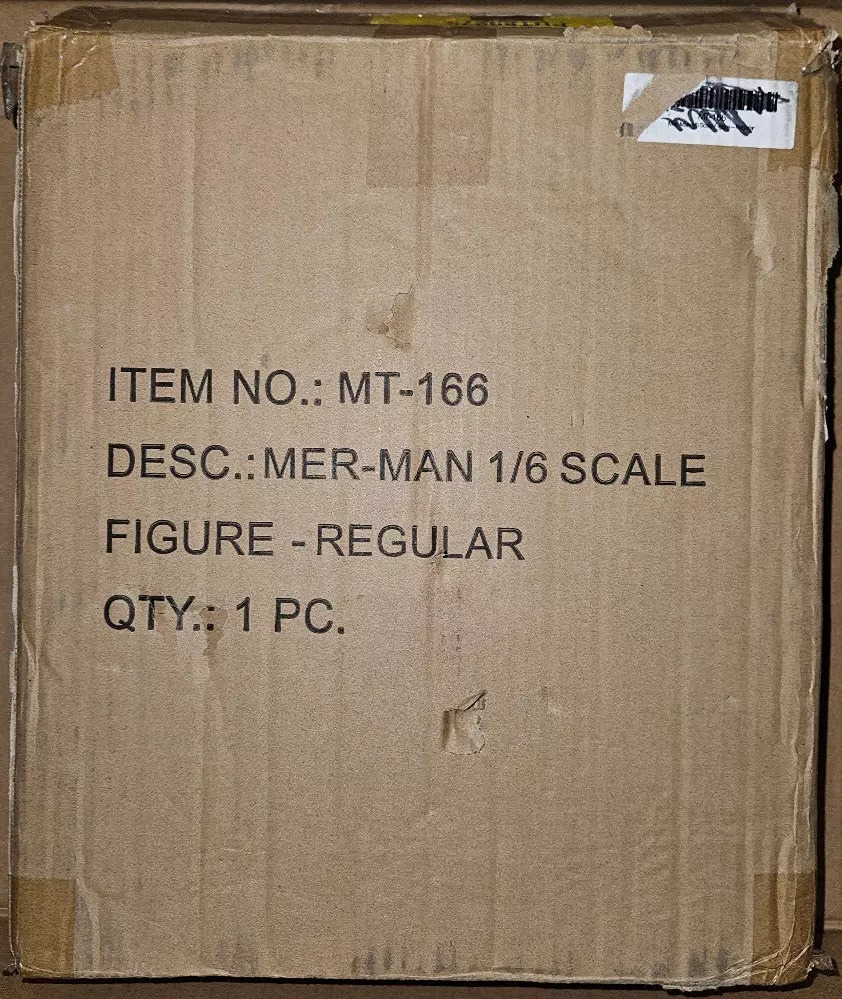 ITEM NO.: MT-166
DESC.: MER-MAN 1/6 SCALE
FIGURE - REGULAR
QTY.: 1 PC.